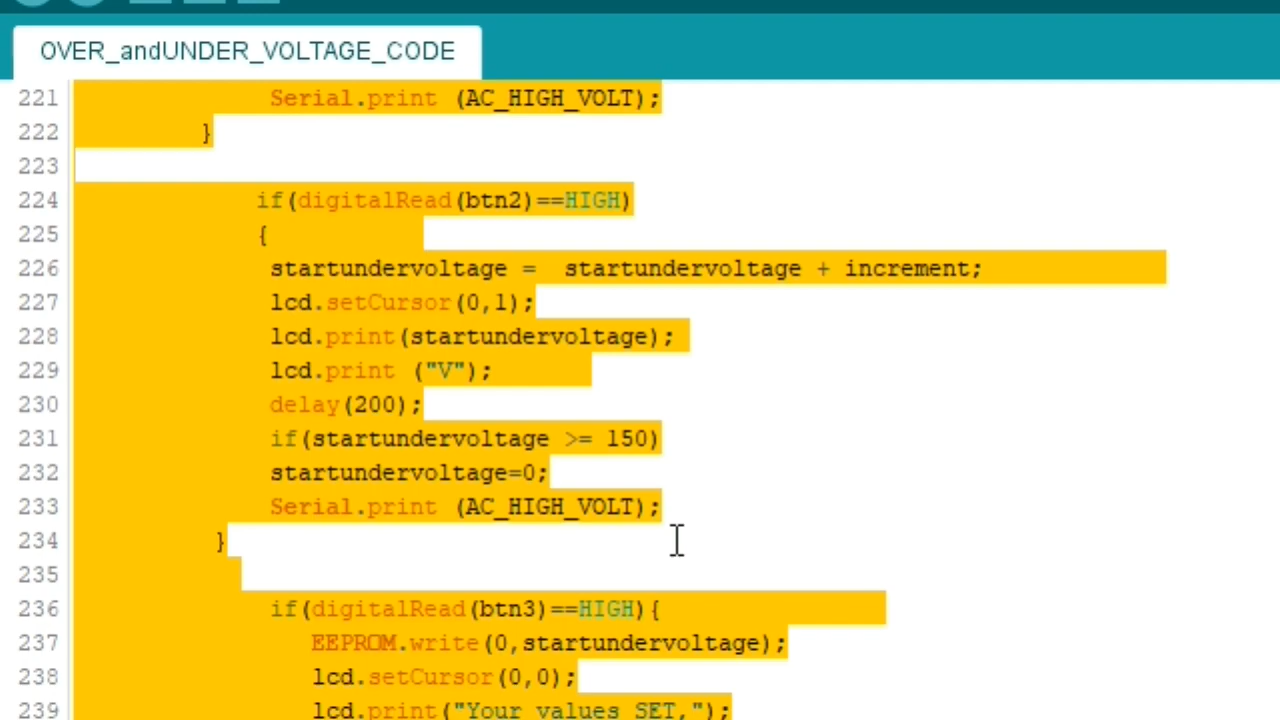 OVER_andUNDER_VOLTAGE_CODE
221 Serial.print (AC_HIGH_VOLT);
222 }
223
224 if(digitalRead(btn2)==HIGH)
225 {
226 startundervoltage =  startundervoltage + increment;
227 lcd.setCursor(0,1);
228 lcd.print(startundervoltage);
229 lcd.print ("V");
230 delay(200);
231 if(startundervoltage >= 150)
232 startundervoltage=0;
233 Serial.print (AC_HIGH_VOLT);
234 }
235
236 if(digitalRead(btn3)==HIGH){
237 EEPROM.write(0,startundervoltage);
238 lcd.setCursor(0,0);
239 lcd.print("Your values SET,");